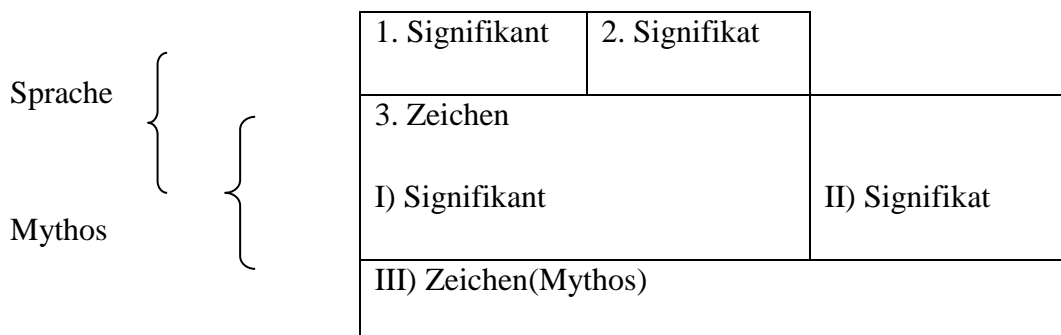 1. Signifikant 2. Signifikat
Sprache
3. Zeichen
I) Signifikant II) Signifikat
Mythos
III) Zeichen(Mythos)